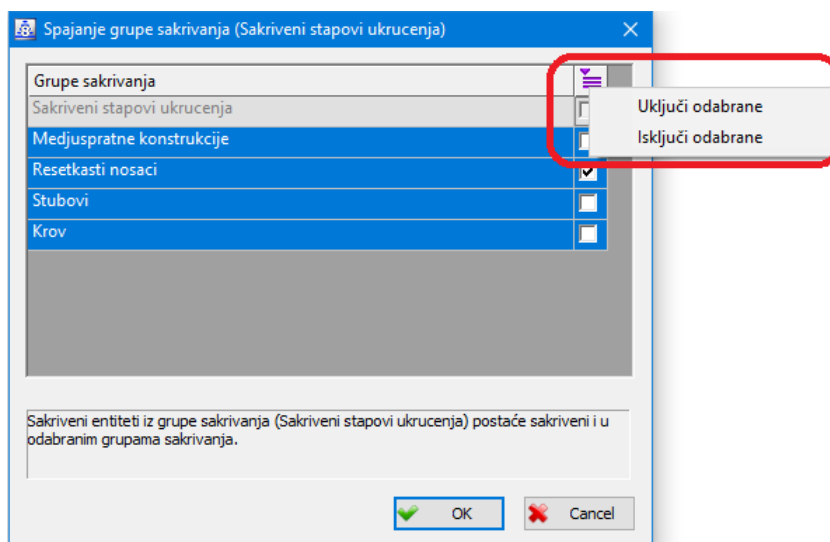 Spajanje grupe sakrivanja (Sakriveni stapovi ukrucenja)
Grupe sakrivanja
Sakriveni stapovi ukrucenja
Uključi odabrane
Medjuspratne konstrukcije
Isključi odabrane
Resetkasti nosaci
Stubovi
Krov
Sakriveni entiteti iz grupe sakrivanja (Sakriveni stapovi ukrucenja) postaće sakriveni i u
odabranim grupama sakrivanja.
OK
Cancel